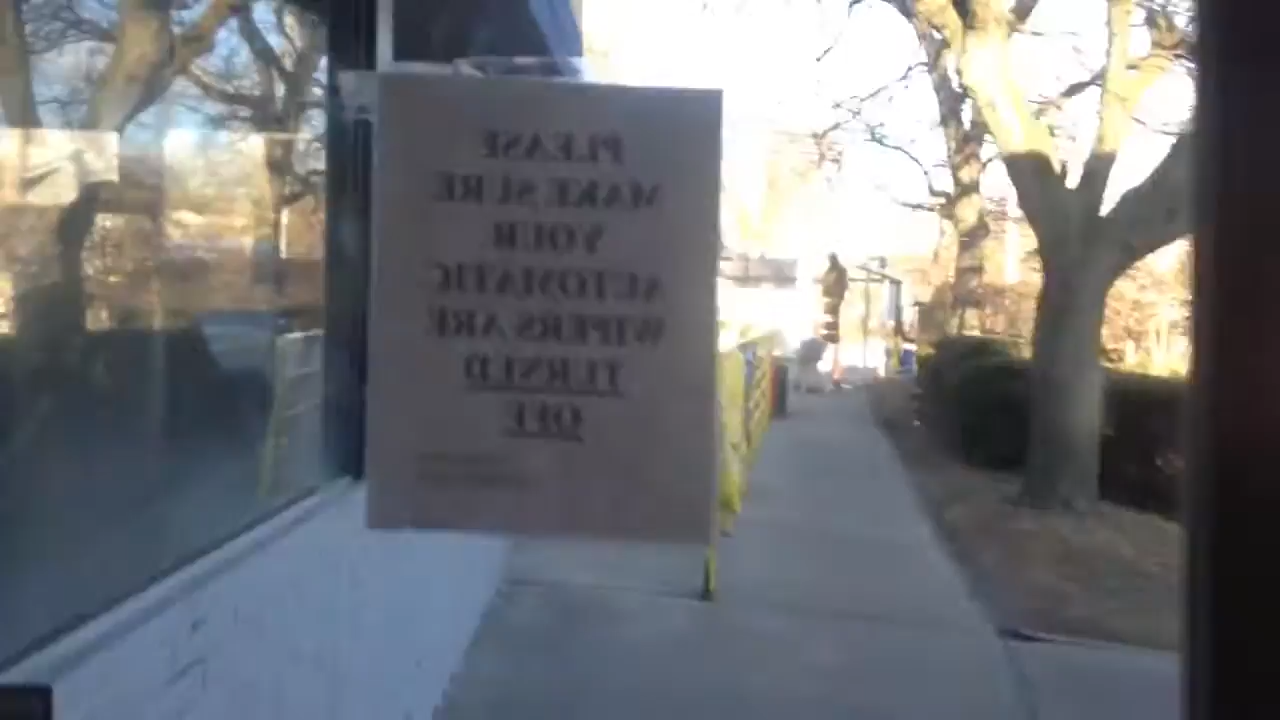 PLEASE
MAKE SURE
YOUR
AUTOMATIC
WIPERS ARE
TURNED
OFF